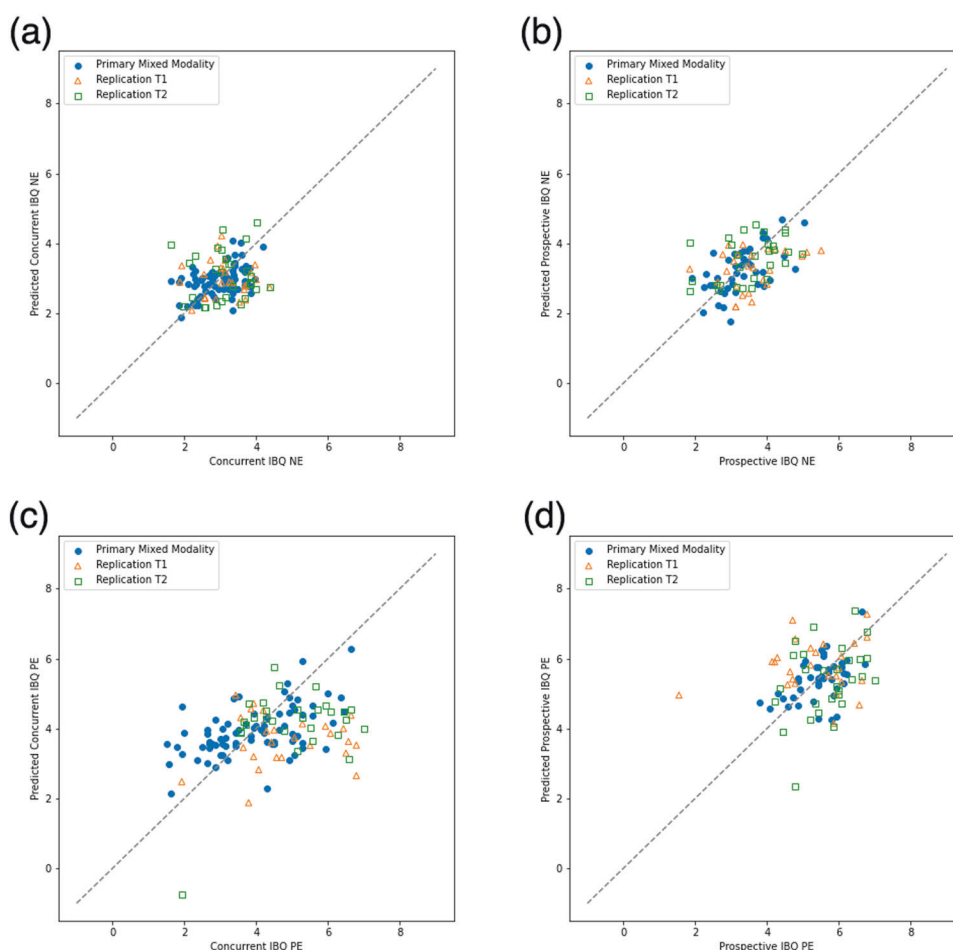 (a)
Primary Mixed Modality
Replication T1
Replication T2
Predicted Concurrent IBQ NE
8
6
4
2
0
0 2 4 6 8
Concurrent IBQ NE
(b)
Primary Mixed Modality
Replication T1
Replication T2
Predicted Prospective IBQ NE
8
6
4
2
0
0 2 4 6 8
Prospective IBQ NE
(c)
Primary Mixed Modality
Replication T1
Replication T2
Predicted Concurrent IBQ PE
8
6
4
2
0
0 2 4 6 8
Concurrent IBQ PE
(d)
Primary Mixed Modality
Replication T1
Replication T2
Predicted Prospective IBQ PE
8
6
4
2
0
0 2 4 6 8
Prospective IBQ PE